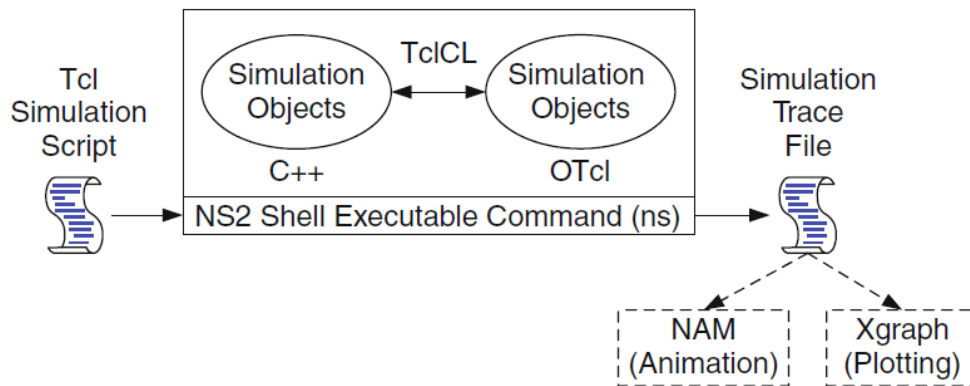 Tcl
Simulation
Script
TclCL
Simulation
Objects
Simulation
Objects
C++
OTcl
NS2 Shell Executable Command (ns)
Simulation
Trace
File
NAM
(Animation)
Xgraph
(Plotting)